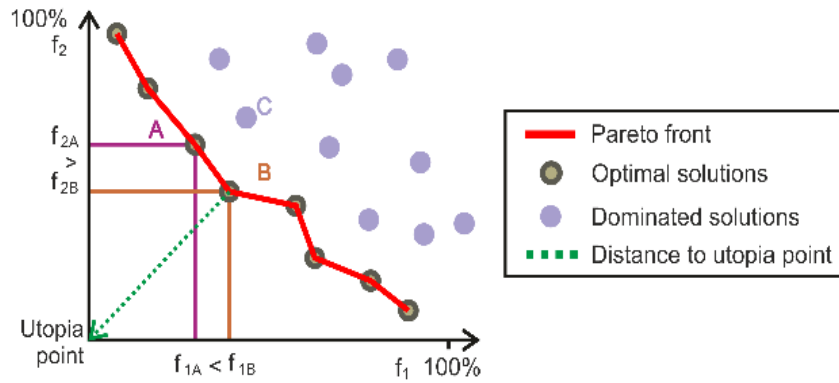 100%
f2
A
C
f2A
>
f2B
B
Utopia
point
f1A < f1B
f1
100%
Pareto front
Optimal solutions
Dominated solutions
Distance to utopia point